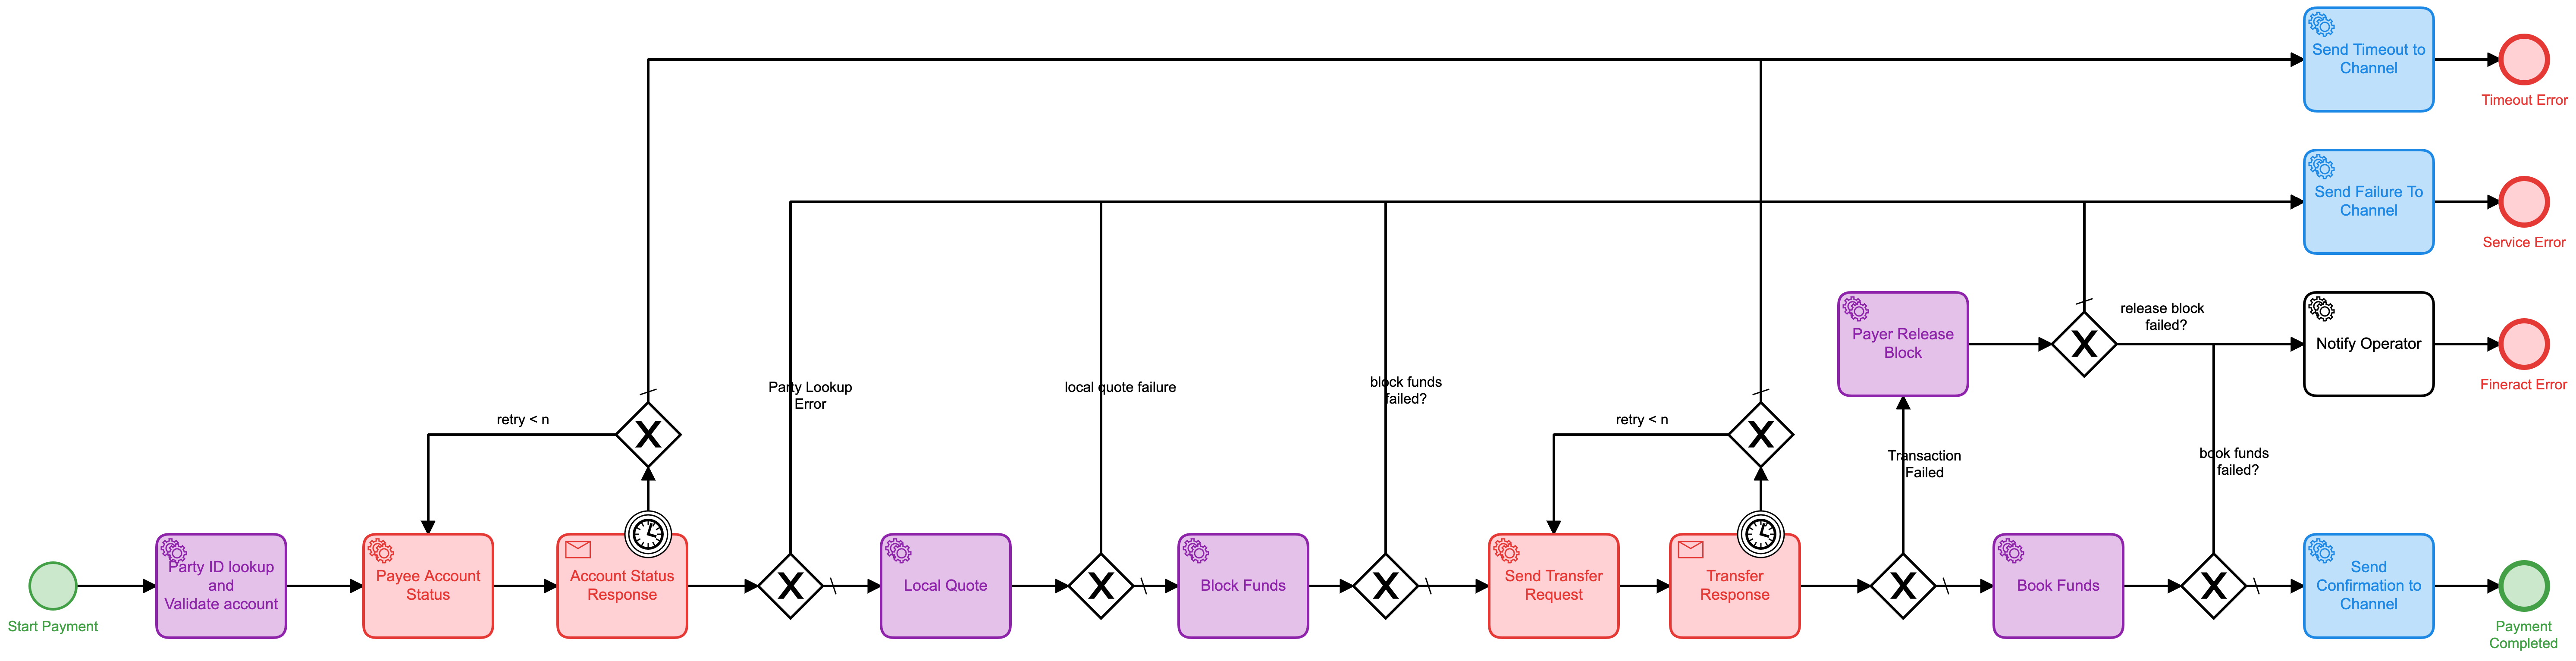 Send Timeout to
Channel
Timeout Error
Send Failure To
Channel
Service Error
release block
failed?
Payer Release
Block
Notify Operator
Fineract Error
Party Lookup
Error
local quote failure
block funds
failed?
retry < n
retry < n
Transaction
Failed
book funds
failed?
Start Payment
Party ID lookup
and
Validate account
Payee Account
Status
Account Status
Response
X
X
X
Local Quote
X
Block Funds
X
Send Transfer
Request
Transfer
Response
X
X
X
Book Funds
X
Send
Confirmation to
Channel
Payment
Completed